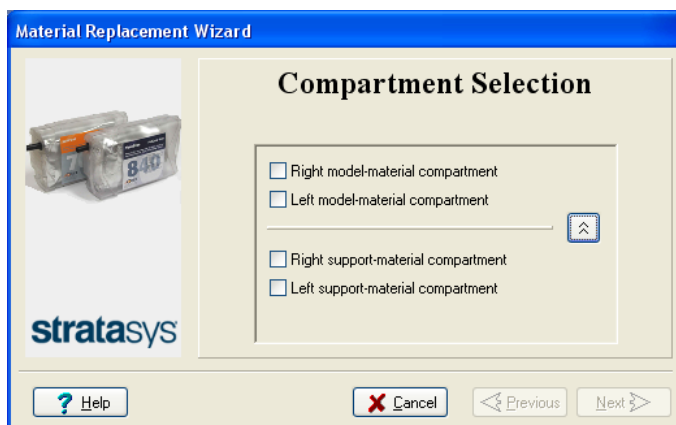 Material Replacement Wizard
Compartment Selection
840
Right model-material compartment
Left model-material compartment
Right support-material compartment
Left support-material compartment
stratasys
? Help
Cancel
Previous
Next